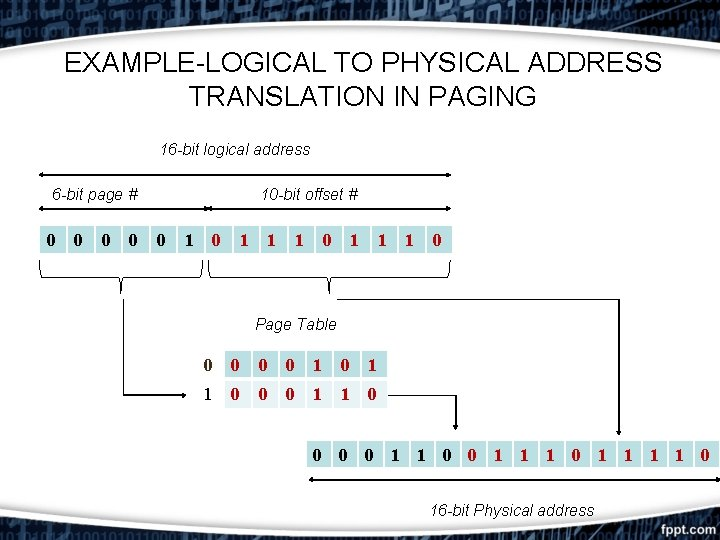 EXAMPLE-LOGICAL TO PHYSICAL ADDRESS
TRANSLATION IN PAGING
16-bit logical address
6-bit page # 10-bit offset #
0 0 0 0 0 1 0 1 1 1 0 1 1 1 0
Page Table
0 0 0 0 1 0 1
1 0 0 0 1 1 0
0 0 0 1 1 0 0 1 1 1 0 1 1 1 1 0
16-bit Physical address
fppt.com